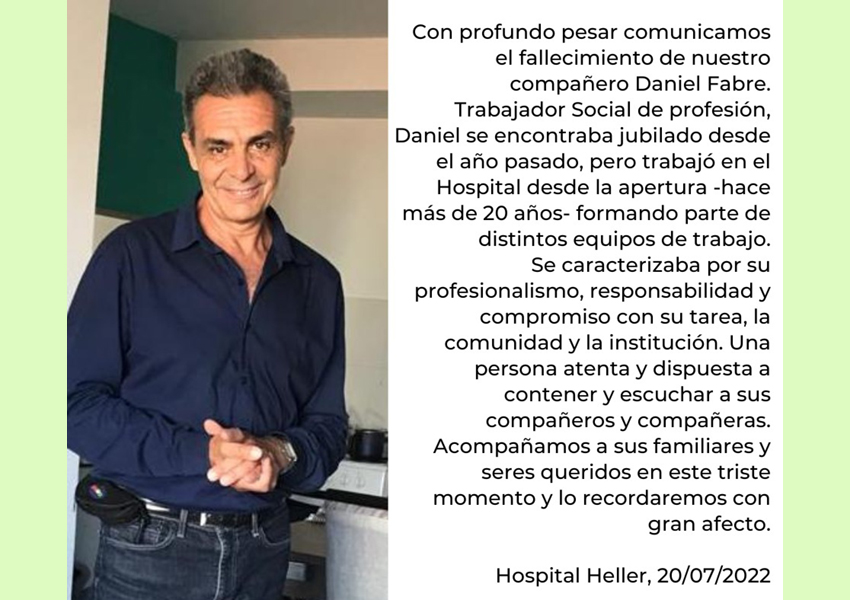 Con profundo pesar comunicamos
el fallecimiento de nuestro
compañero Daniel Fabre.
Trabajador Social de profesión,
Daniel se encontraba jubilado desde
el año pasado, pero trabajó en el
Hospital desde la apertura -hace
más de 20 años- formando parte de
distintos equipos de trabajo.
Se caracterizaba por su
profesionalismo, responsabilidad y
compromiso con su tarea, la
comunidad y la institución. Una
persona atenta y dispuesta a
contener y escuchar a sus
compañeros y compañeras.
Acompañamos a sus familiares y
seres queridos en este triste
momento y lo recordaremos con
gran afecto.
Hospital Heller, 20/07/2022